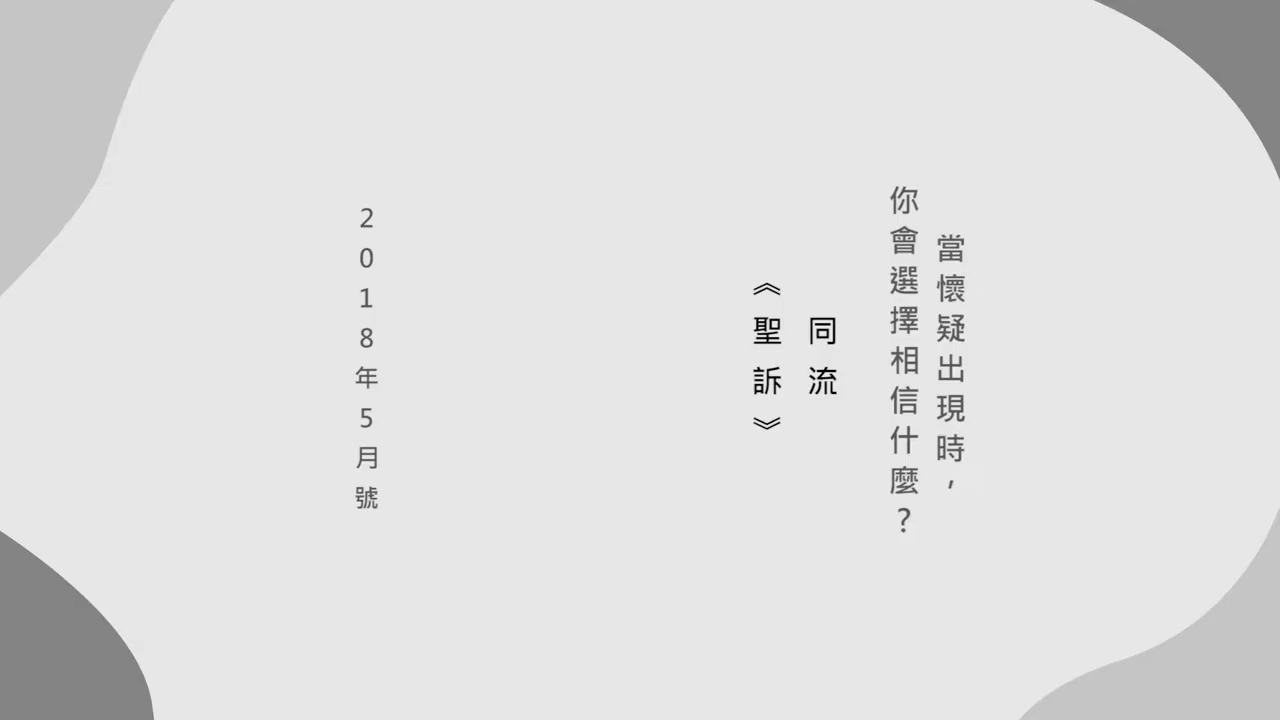 當懷疑出現時，
你會選擇相信什麼？
同流
《聖訴》
2018年5月號